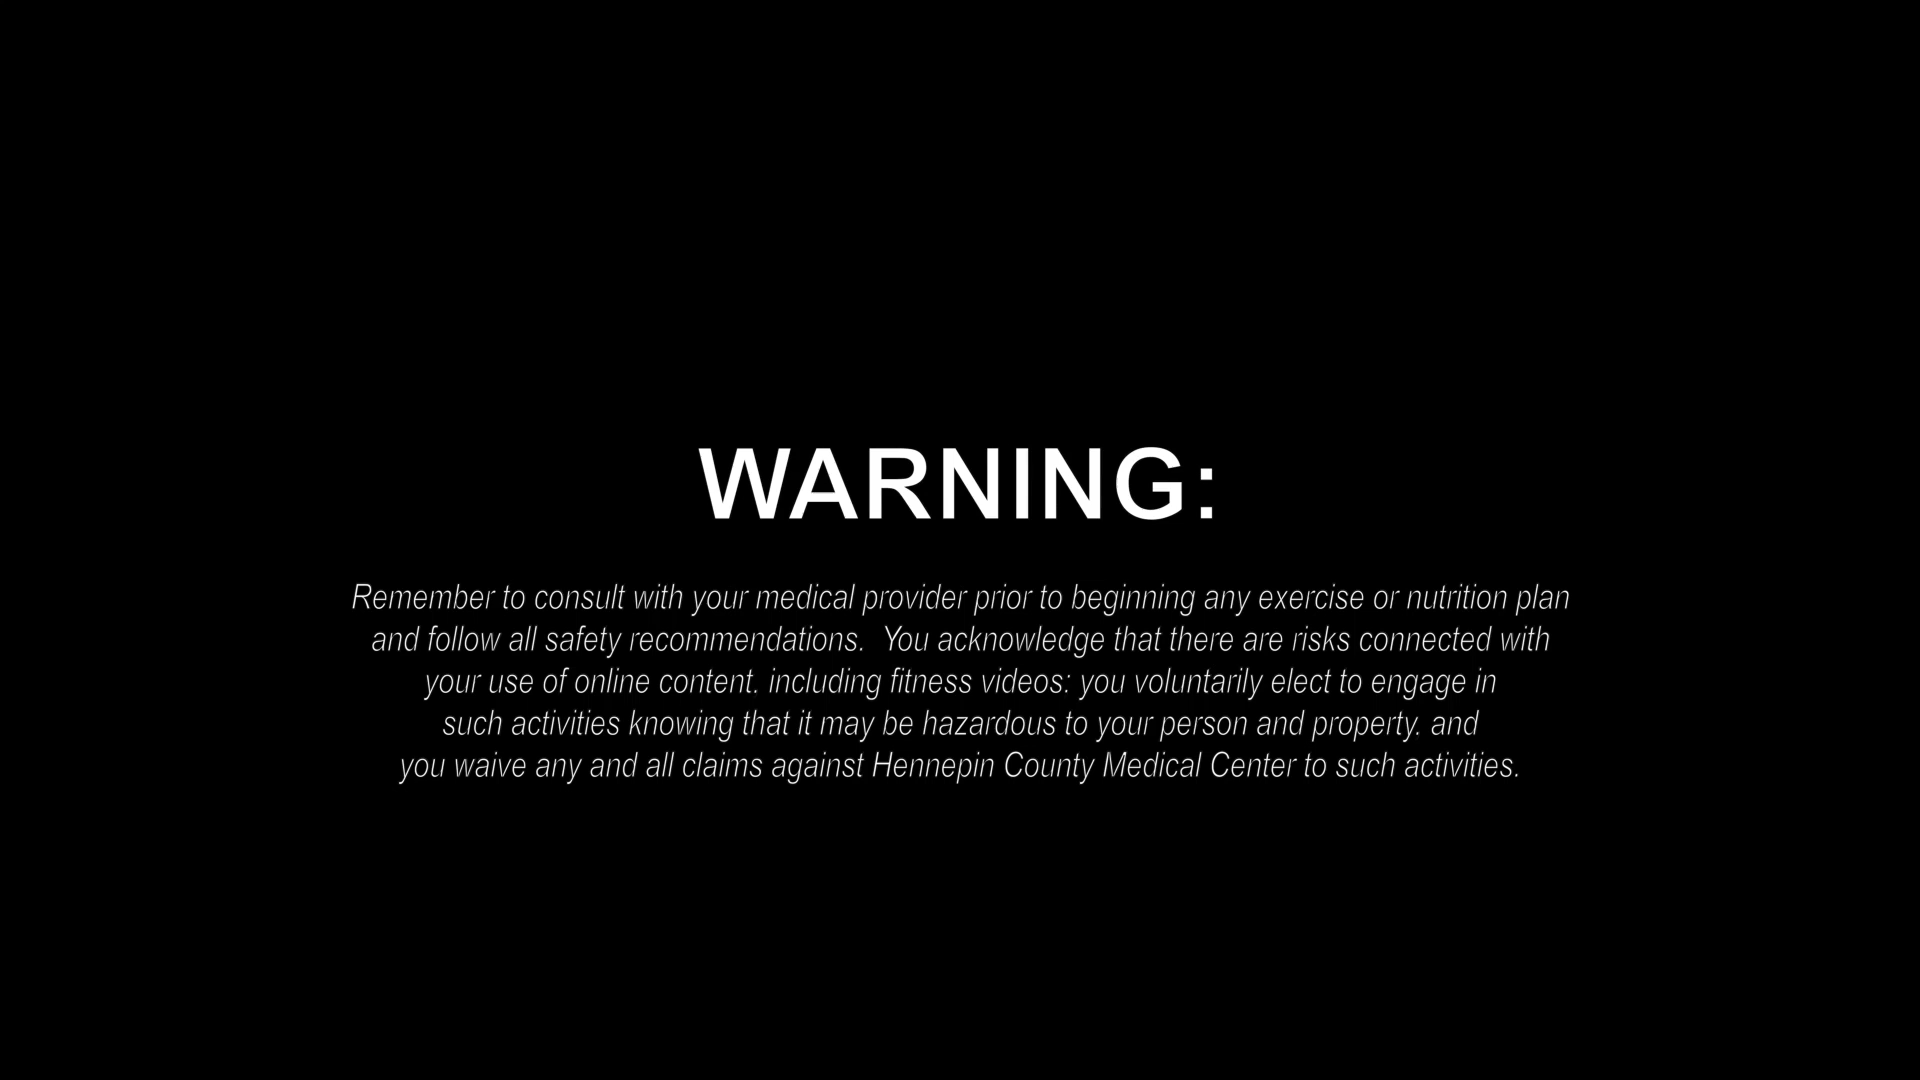 WARNING:
Remember to consult with your medical provider prior to beginning any exercise or nutrition plan
and follow all safety recommendations.  You acknowledge that there are risks connected with
your use of online content. including fitness videos: you voluntarily elect to engage in
such activities knowing that it may be hazardous to your person and property. and
you waive any and all claims against Hennepin County Medical Center to such activities.